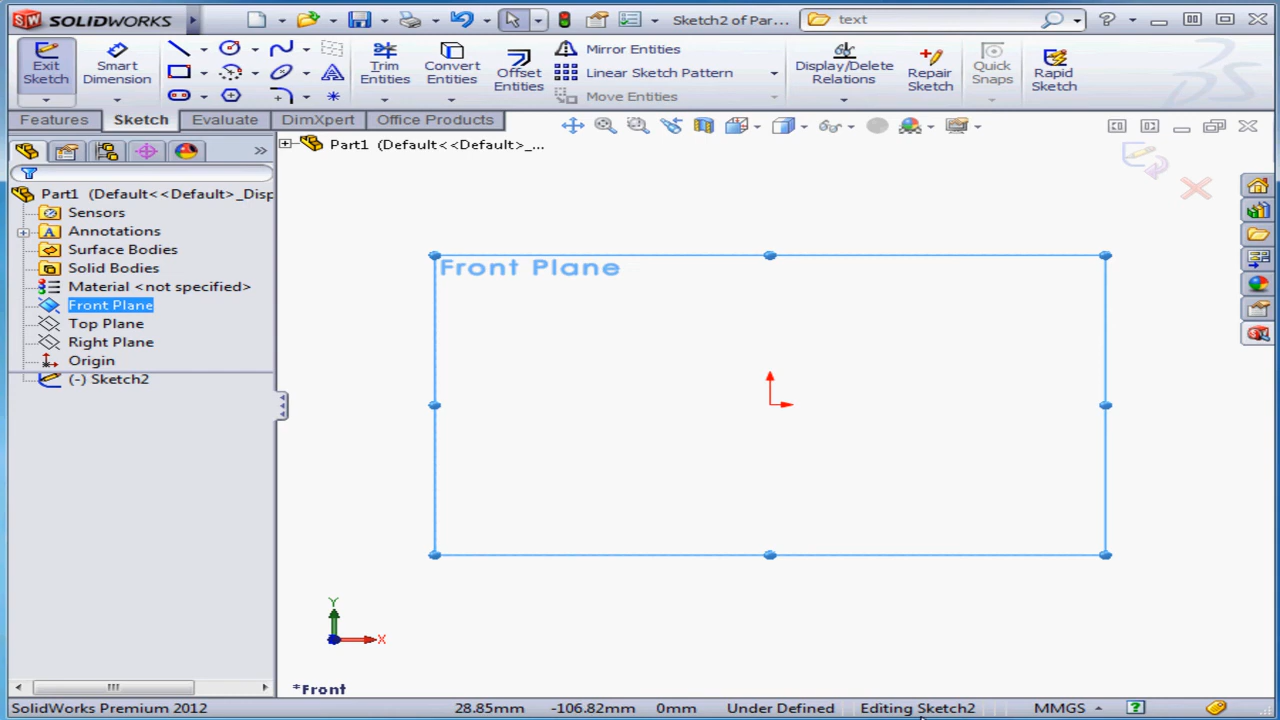 SOLIDWORKS
Sketch2 of Par...
text
Exit Sketch
Smart Dimension
Trim Entities
Convert Entities
Offset Entities
Mirror Entities
Linear Sketch Pattern
Move Entities
Display/Delete Relations
Repair Sketch
Quick Snaps
Rapid Sketch
Features
Sketch
Evaluate
DimXpert
Office Products
Part1 (Default<<Default>_...
Part1 (Default<<Default>_Disp
Sensors
Annotations
Surface Bodies
Solid Bodies
Material <not specified>
Front Plane
Top Plane
Right Plane
Origin
(-) Sketch2
Front Plane
Y
X
*Front
SolidWorks Premium 2012
28.85mm
-106.82mm
0mm
Under Defined
Editing Sketch2
MMGS